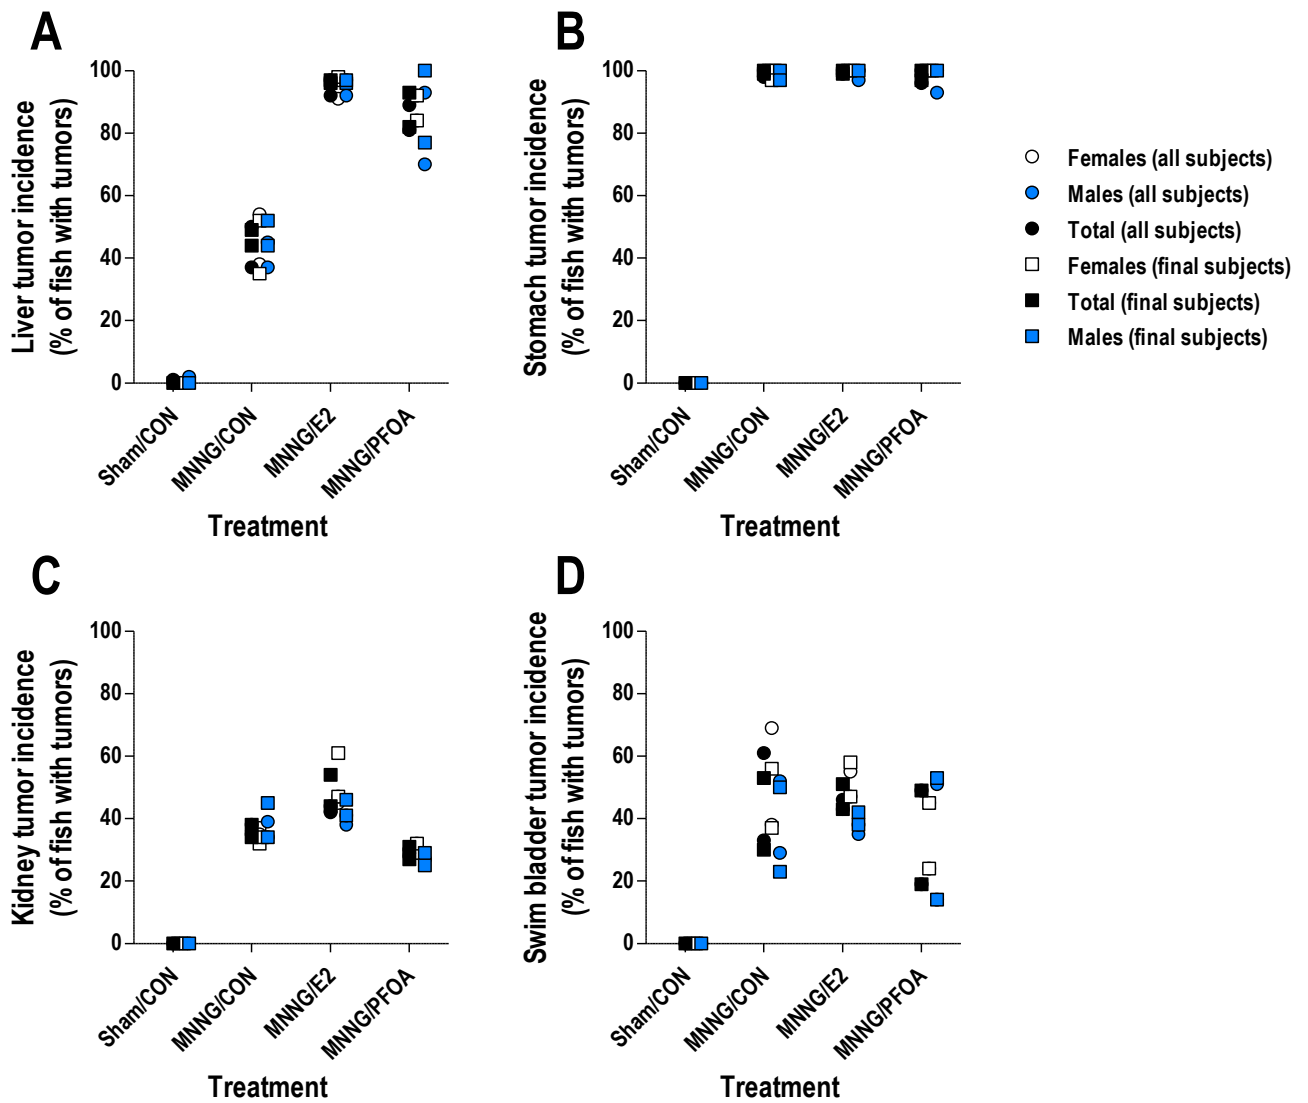 A
Liver tumor incidence
(% of fish with tumors)
100
80
60
40
20
0
Sham/CON
MNNG/CON
MNNG/E2
MNNG/PFOA
Treatment
B
Stomach tumor incidence
(% of fish with tumors)
100
80
60
40
20
0
Sham/CON
MNNG/CON
MNNG/E2
MNNG/PFOA
Treatment
Females (all subjects)
Males (all subjects)
Total (all subjects)
Females (final subjects)
Total (final subjects)
Males (final subjects)
C
Kidney tumor incidence
(% of fish with tumors)
100
80
60
40
20
0
Sham/CON
MNNG/CON
MNNG/E2
MNNG/PFOA
Treatment
D
Swim bladder tumor incidence
(% of fish with tumors)
100
80
60
40
20
0
Sham/CON
MNNG/CON
MNNG/E2
MNNG/PFOA
Treatment